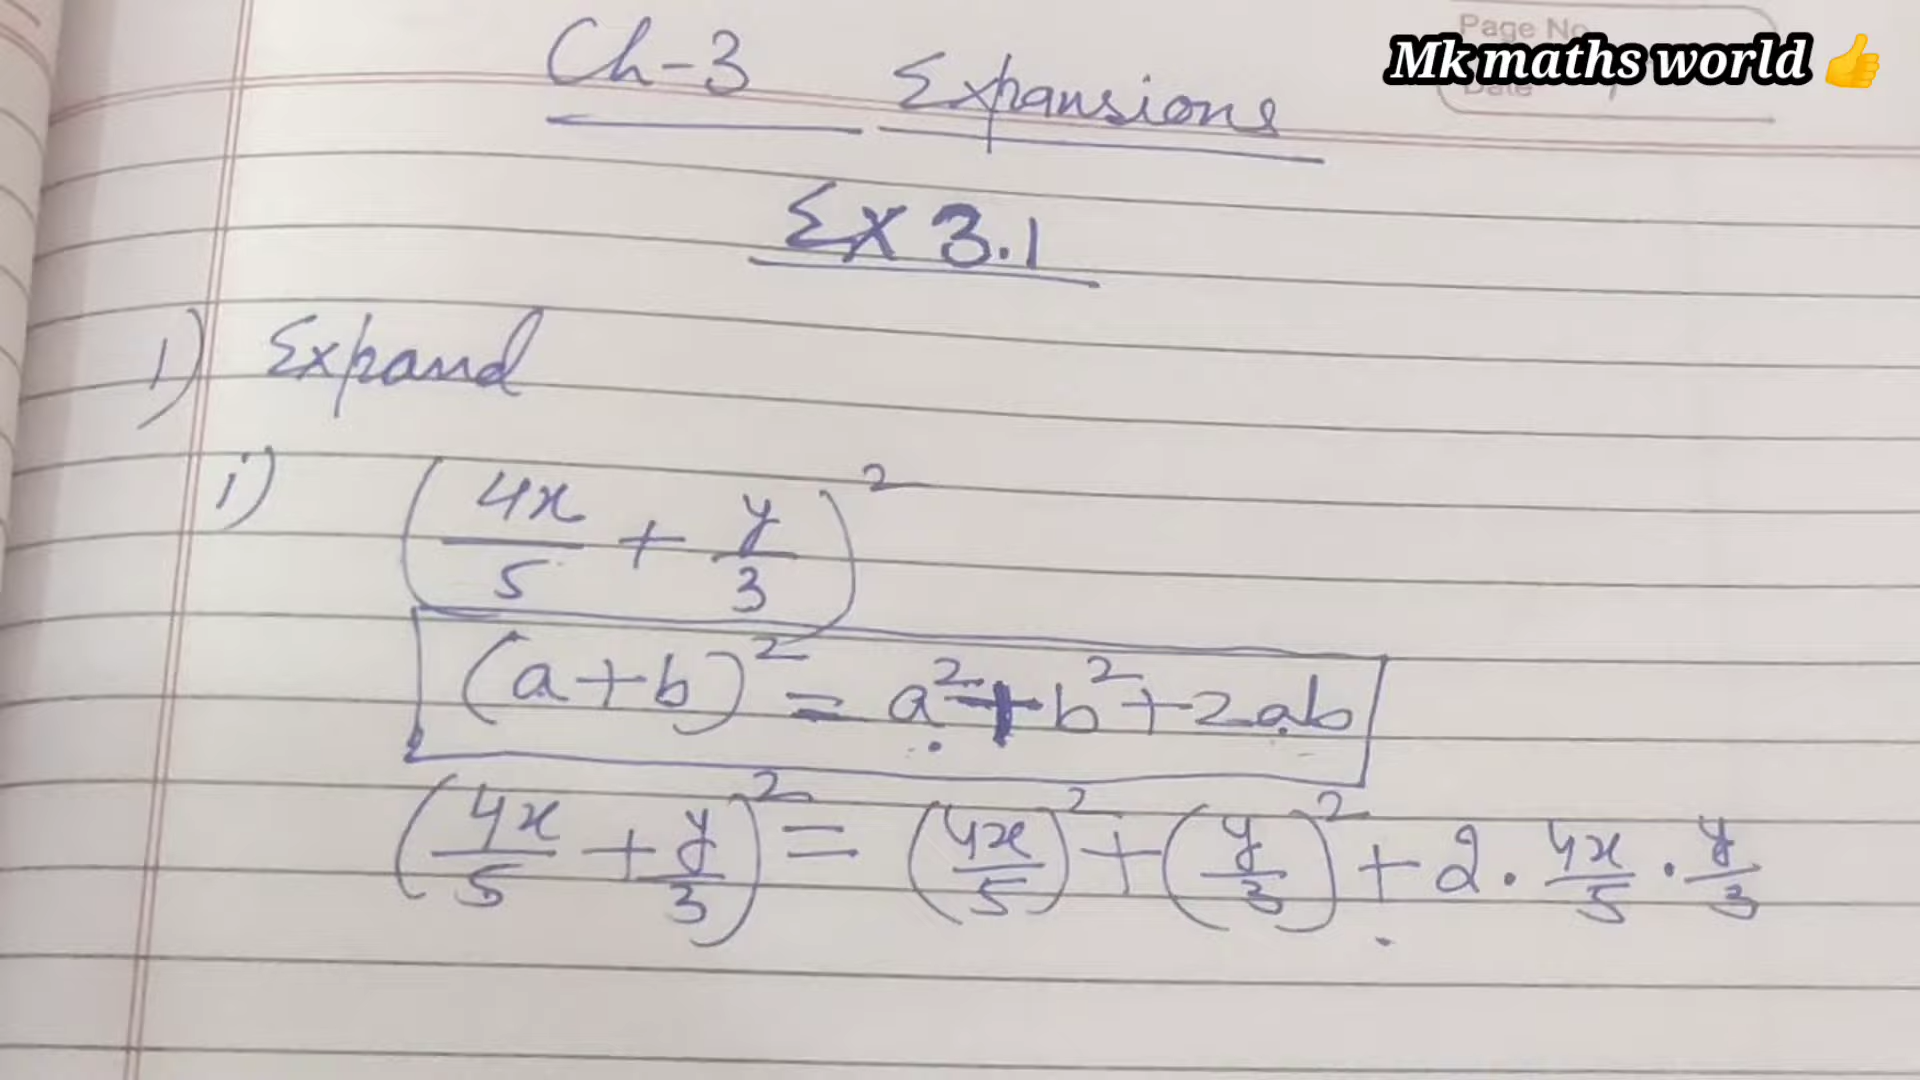 Page No.
Mk maths world 👍
Date
Ch-3 Expansions
Ex 3.1
1) Expand
i) (4x/5 + y/3)²
(a+b)² = a²+b²+2ab
(4x/5 + y/3)² = (4x/5)² + (y/3)² + 2 · 4x/5 · y/3